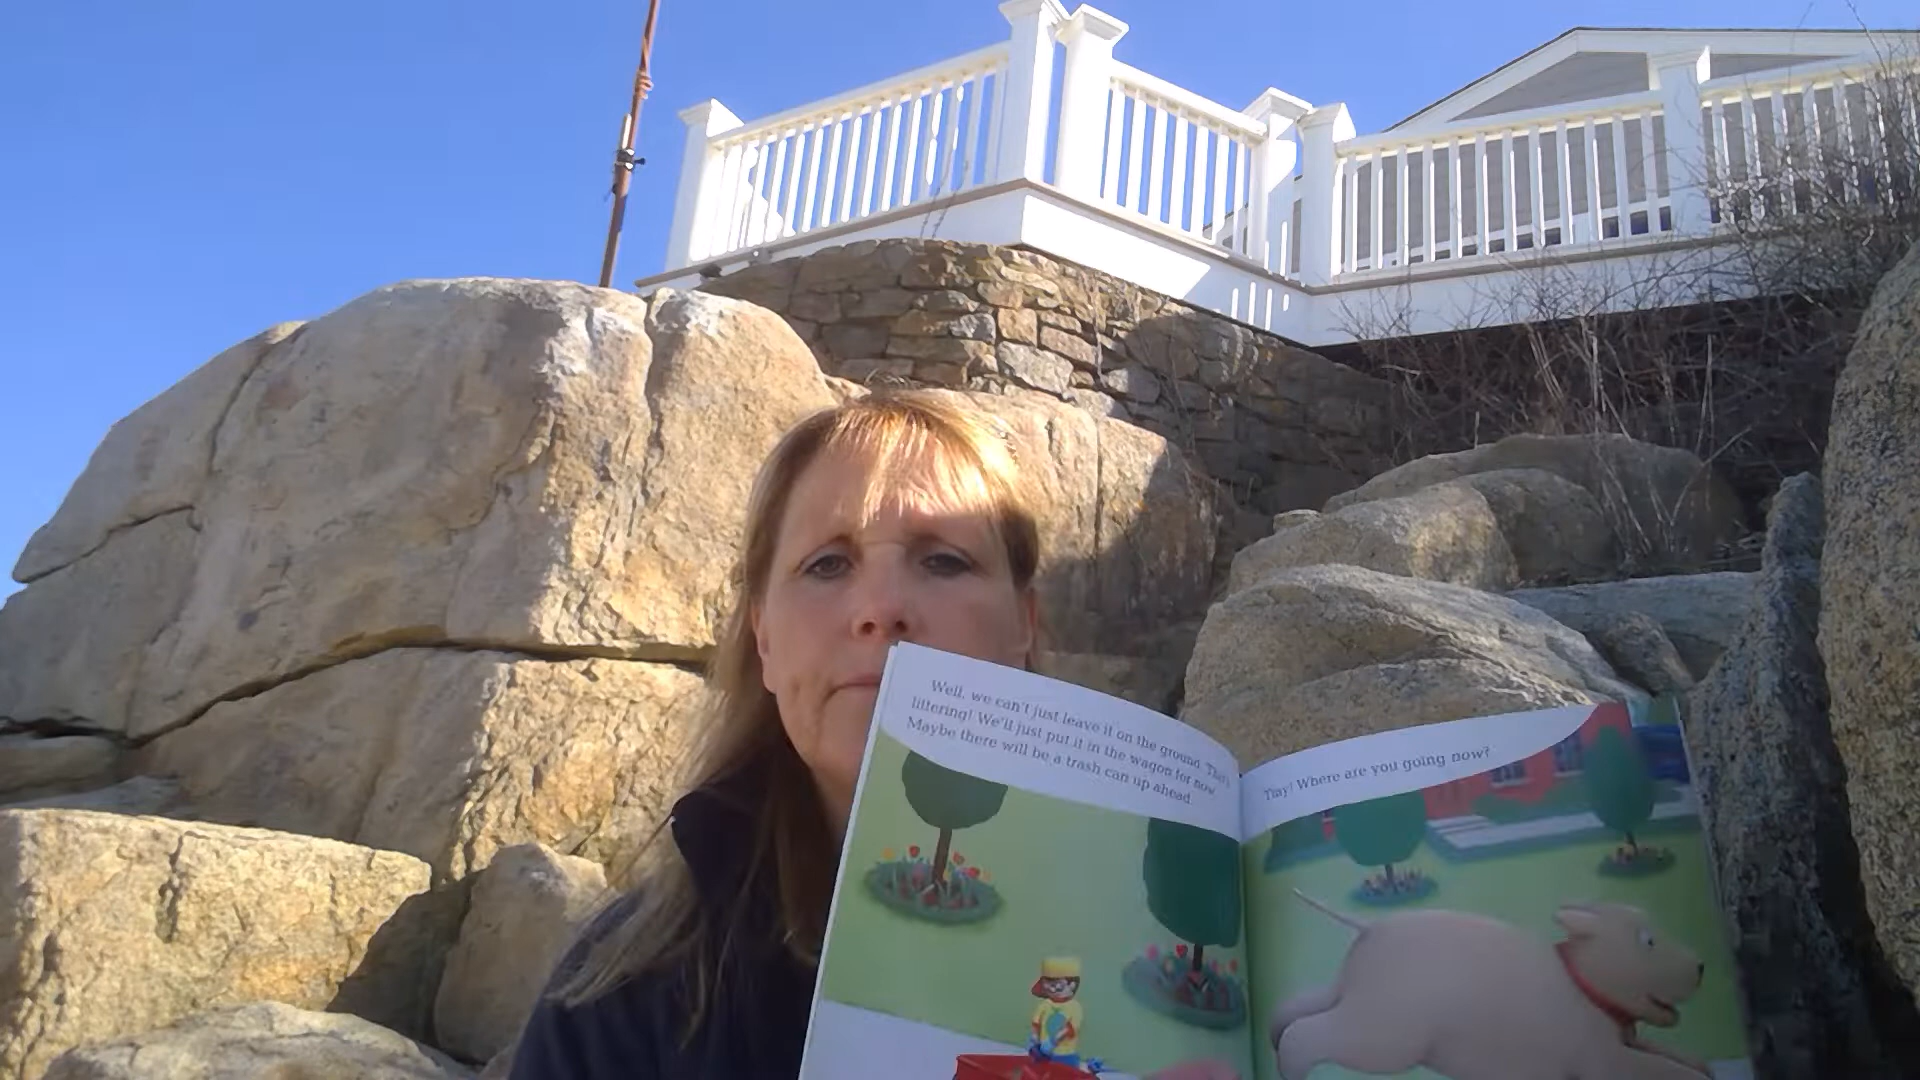 Well, we can't just leave it on the ground. That's
littering! We'll just put it in the wagon for now.
Maybe there will be a trash can up ahead.
Tiny! Where are you going now?